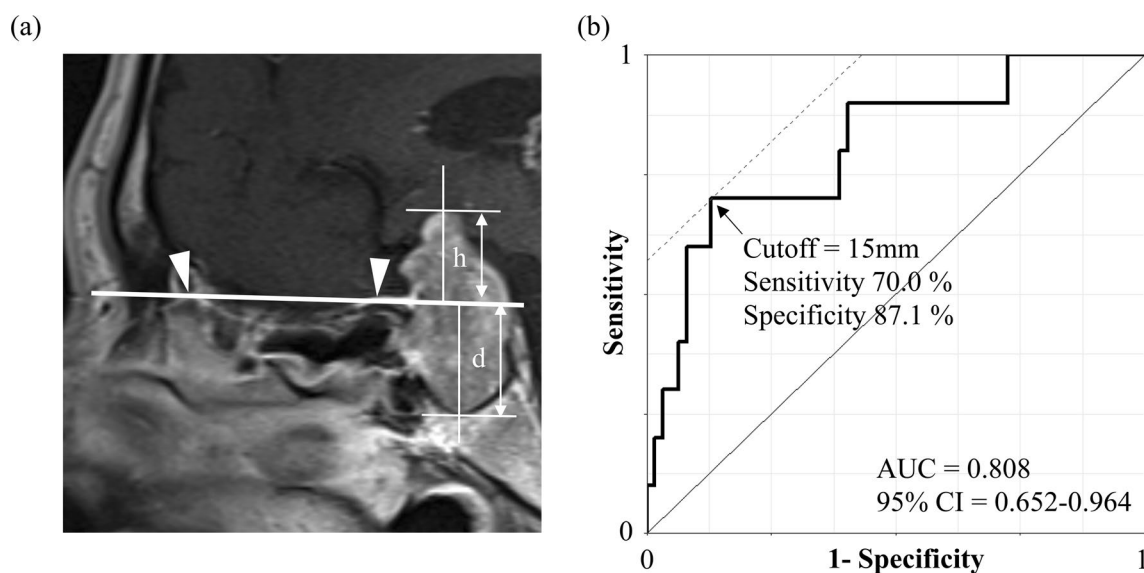 (a)
h
d
(b)
1
Sensitivity
Cutoff = 15mm
Sensitivity 70.0 %
Specificity 87.1 %
AUC = 0.808
95% CI = 0.652-0.964
0
0
1- Specificity
1